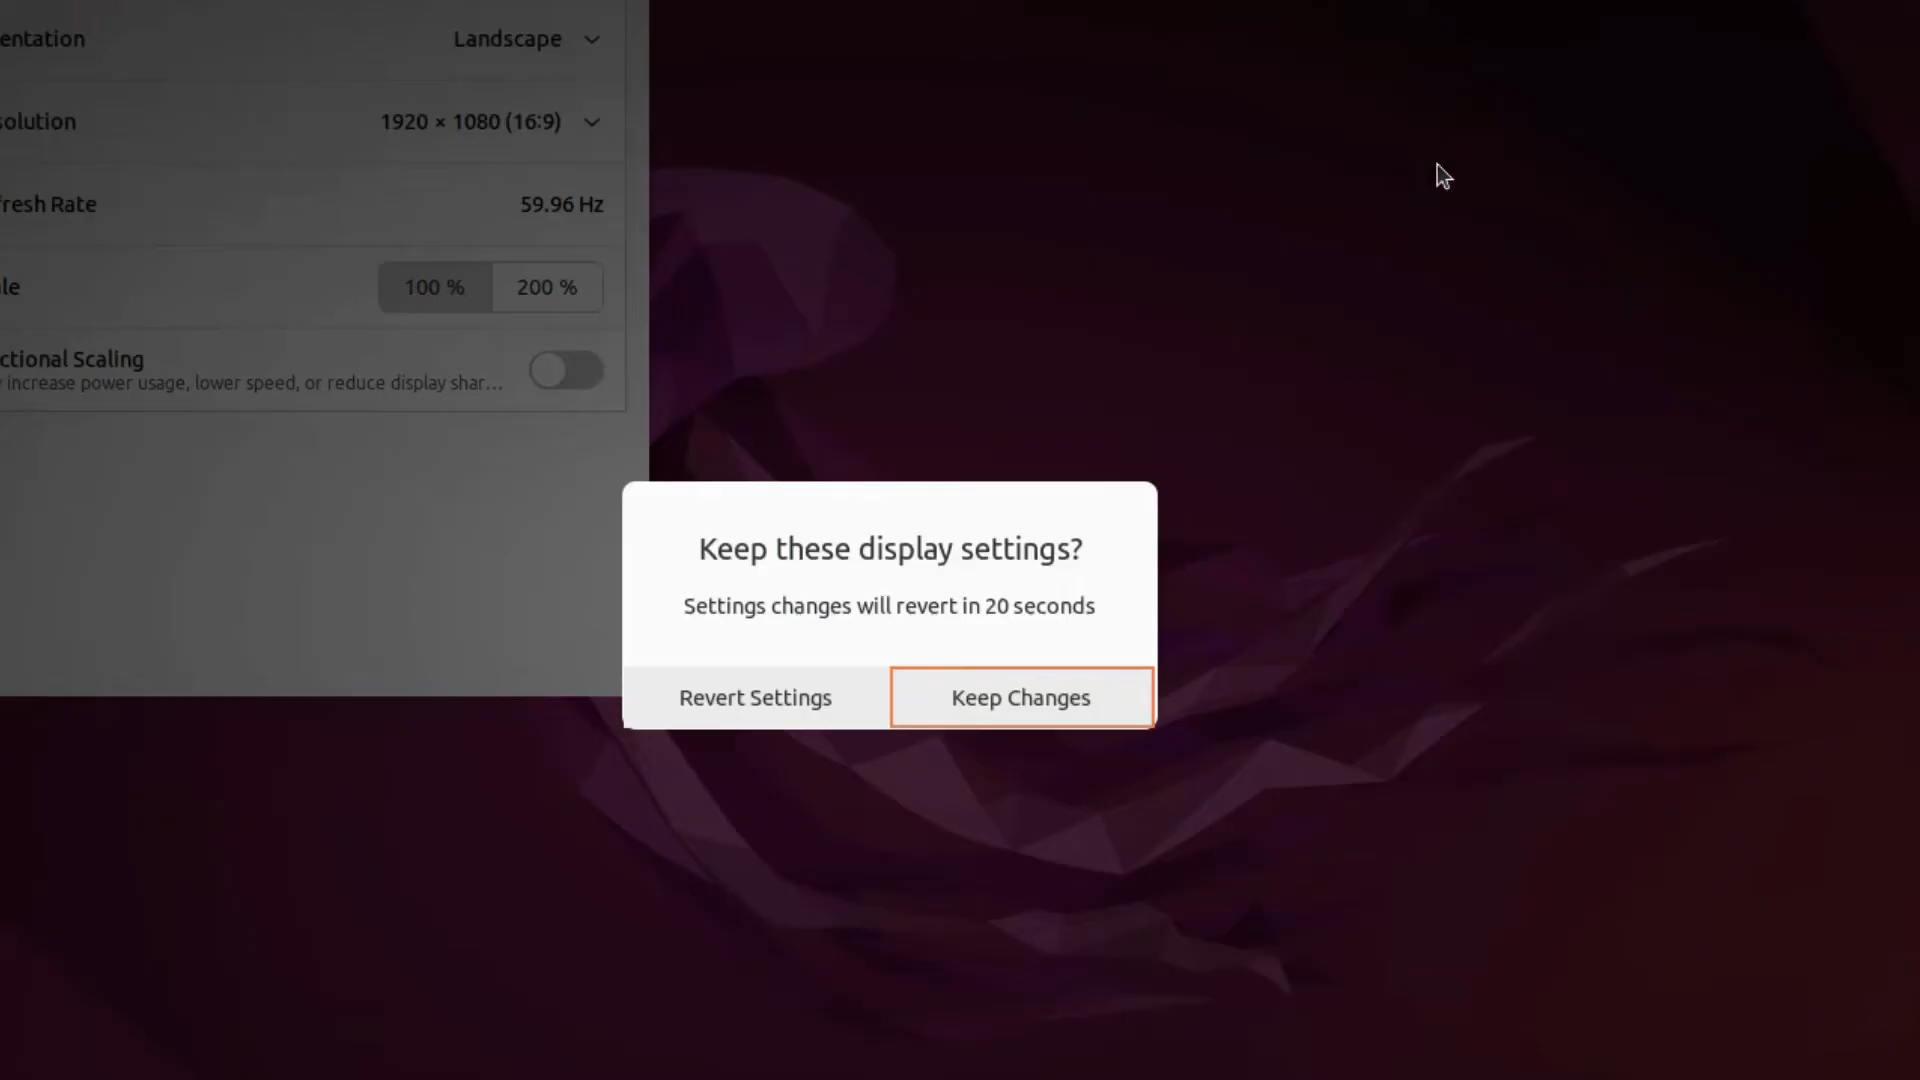 entation
Landscape
solution
1920 × 1080 (16:9)
fresh Rate
59.96 Hz
le
100 %
200 %
ctional Scaling
increase power usage, lower speed, or reduce display shar...
Keep these display settings?
Settings changes will revert in 20 seconds
Revert Settings
Keep Changes